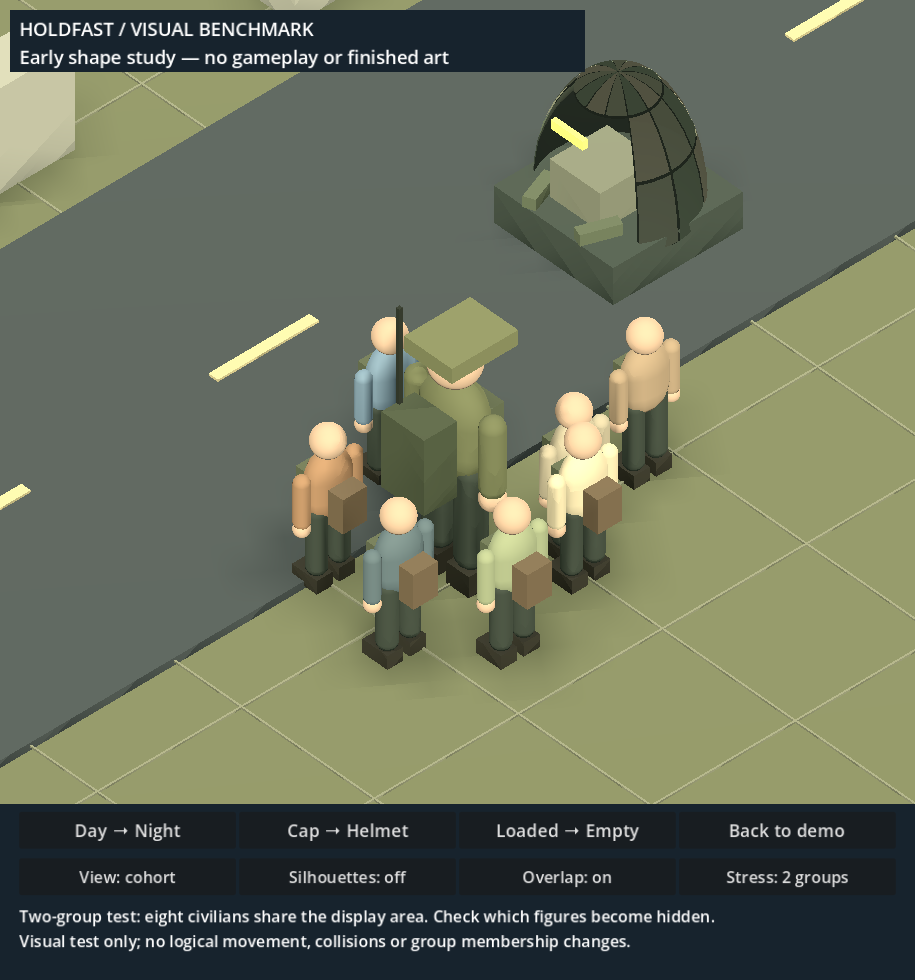 HOLDFAST / VISUAL BENCHMARK
Early shape study — no gameplay or finished art
Day → Night
Cap → Helmet
Loaded → Empty
Back to demo
View: cohort
Silhouettes: off
Overlap: on
Stress: 2 groups
Two-group test: eight civilians share the display area. Check which figures become hidden.
Visual test only; no logical movement, collisions or group membership changes.